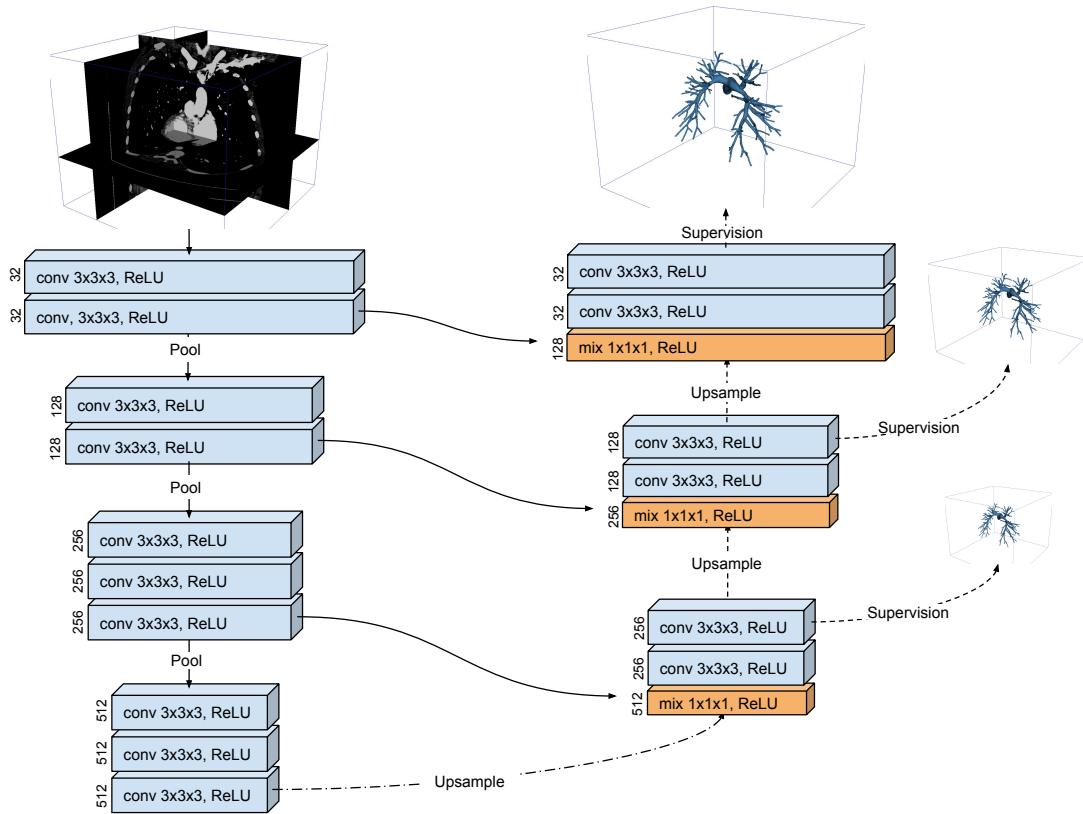 32
conv 3x3x3, ReLU
32
conv, 3x3x3, ReLU
Pool
128
conv 3x3x3, ReLU
128
conv 3x3x3, ReLU
Pool
256
conv 3x3x3, ReLU
256
conv 3x3x3, ReLU
256
conv 3x3x3, ReLU
Pool
512
conv 3x3x3, ReLU
512
conv 3x3x3, ReLU
512
conv 3x3x3, ReLU
Upsample
Supervision
32
conv 3x3x3, ReLU
32
conv 3x3x3, ReLU
128
mix 1x1x1, ReLU
Upsample
Supervision
128
conv 3x3x3, ReLU
128
conv 3x3x3, ReLU
256
mix 1x1x1, ReLU
Upsample
Supervision
256
conv 3x3x3, ReLU
256
conv 3x3x3, ReLU
512
mix 1x1x1, ReLU